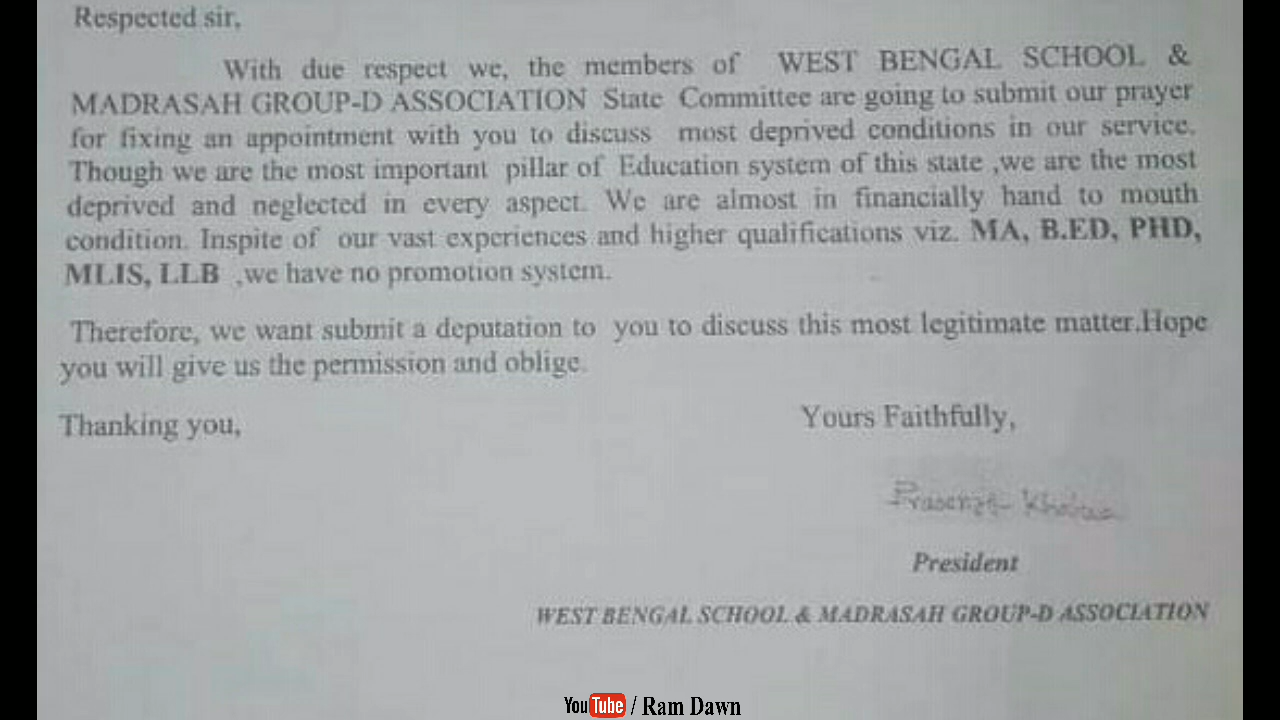 Respected sir,
With due respect we, the members of WEST BENGAL SCHOOL &
MADRASAH GROUP-D ASSOCIATION State Committee are going to submit our prayer
for fixing an appointment with you to discuss most deprived conditions in our service.
Though we are the most important pillar of Education system of this state ,we are the most
deprived and neglected in every aspect. We are almost in financially hand to mouth
condition. Inspite of our vast experiences and higher qualifications viz. MA, B.ED, PHD,
MLIS, LLB ,we have no promotion system.
Therefore, we want submit a deputation to you to discuss this most legitimate matter.Hope
you will give us the permission and oblige.
Thanking you,
Yours Faithfully,
President
WEST BENGAL SCHOOL & MADRASAH GROUP-D ASSOCIATION
YouTube / Ram Dawn